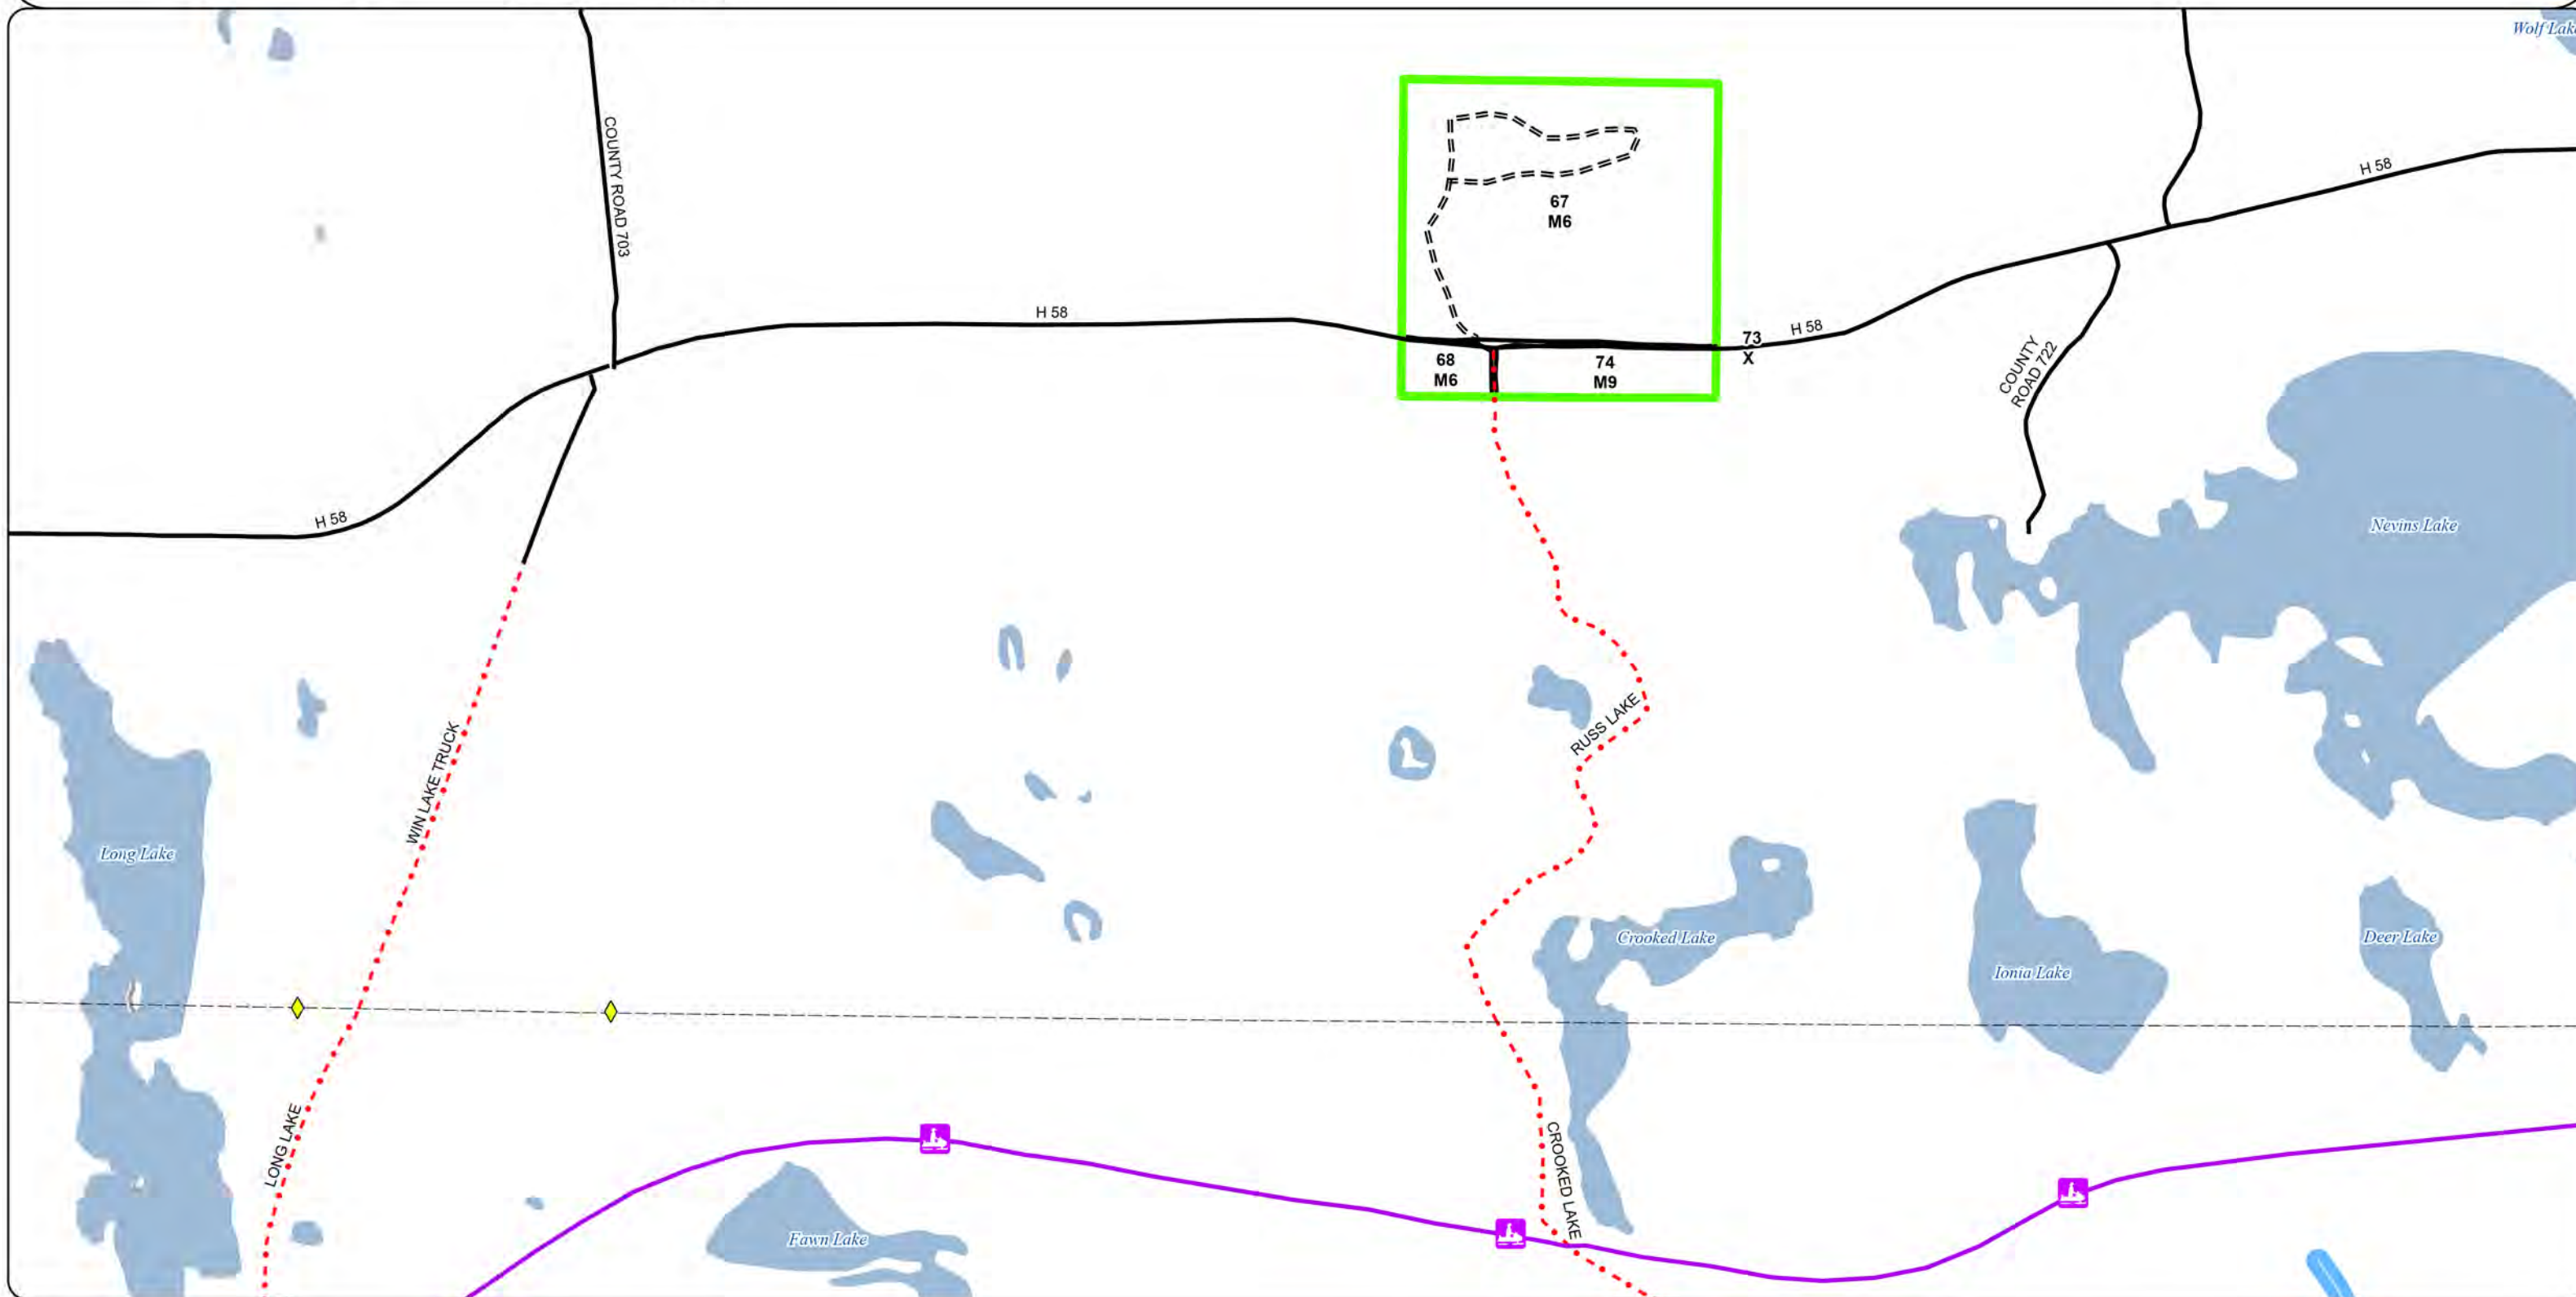 Wolf Lake
COUNTY ROAD 703
H 58
67
M6
H 58
73
X
H 58
68
M6
74
M9
COUNTY
ROAD 722
H 58
Nevins Lake
RUSS LAKE
WIN LAKE TRUCK
Long Lake
Crooked Lake
Deer Lake
Ionia Lake
LONG LAKE
CROOKED LAKE
Fawn Lake